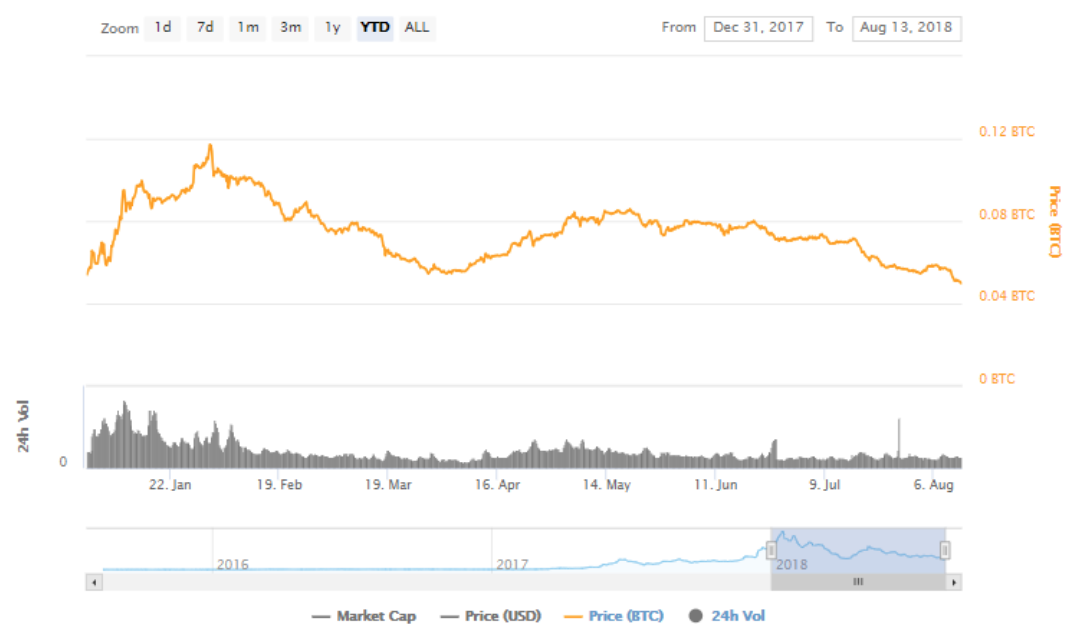 Zoom 1d 7d 1m 3m 1y YTD ALL From Dec 31, 2017 To Aug 13, 2018
0.12 BTC
0.08 BTC
Price (BTC)
0.04 BTC
0 BTC
24h Vol
0
22. Jan 19. Feb 19. Mar 16. Apr 14. May 11. Jun 9. Jul 6. Aug
2016 2017 2018
Market Cap Price (USD) Price (BTC) 24h Vol